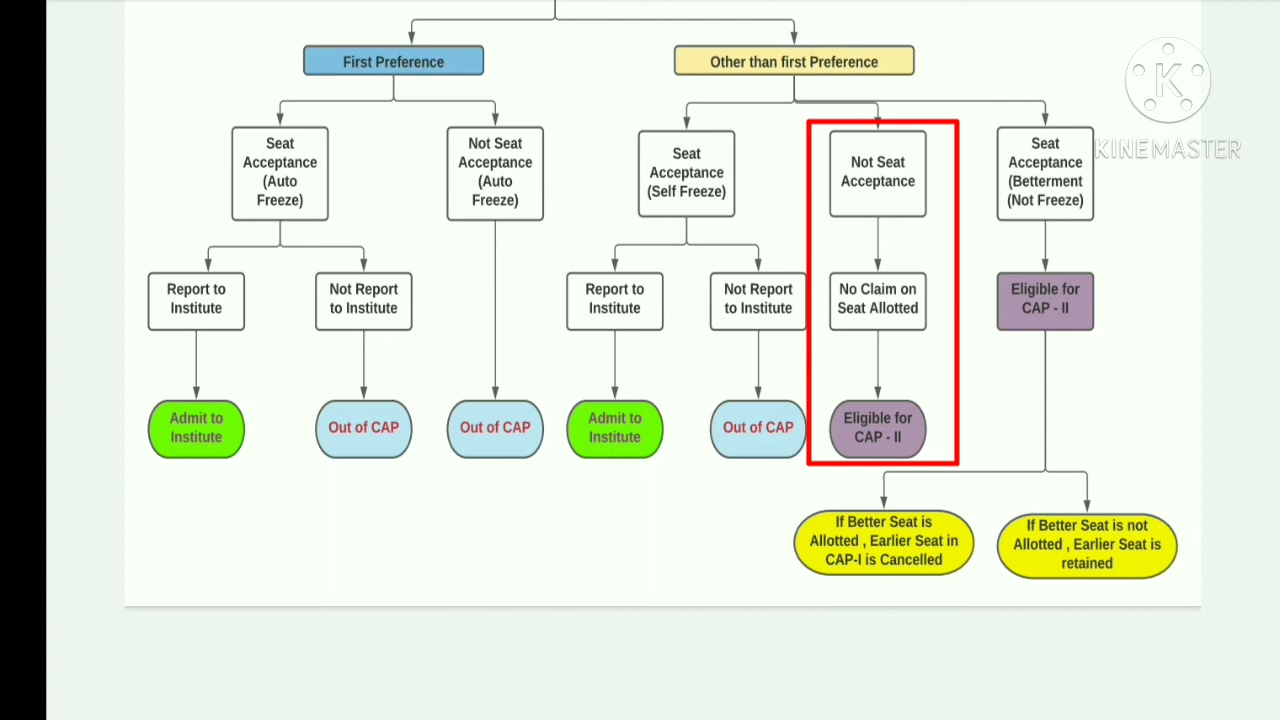 First Preference
Other than first Preference
K
KINEMASTER
Seat
Acceptance
(Auto
Freeze)
Not Seat
Acceptance
(Auto
Freeze)
Seat
Acceptance
(Self Freeze)
Not Seat
Acceptance
Seat
Acceptance
(Betterment
(Not Freeze)
Report to
Institute
Not Report
to Institute
Report to
Institute
Not Report
to Institute
No Claim on
Seat Allotted
Eligible for
CAP - II
Admit to
Institute
Out of CAP
Out of CAP
Admit to
Institute
Out of CAP
Eligible for
CAP - II
If Better Seat is
Allotted , Earlier Seat in
CAP-I is Cancelled
If Better Seat is not
Allotted , Earlier Seat is
retained